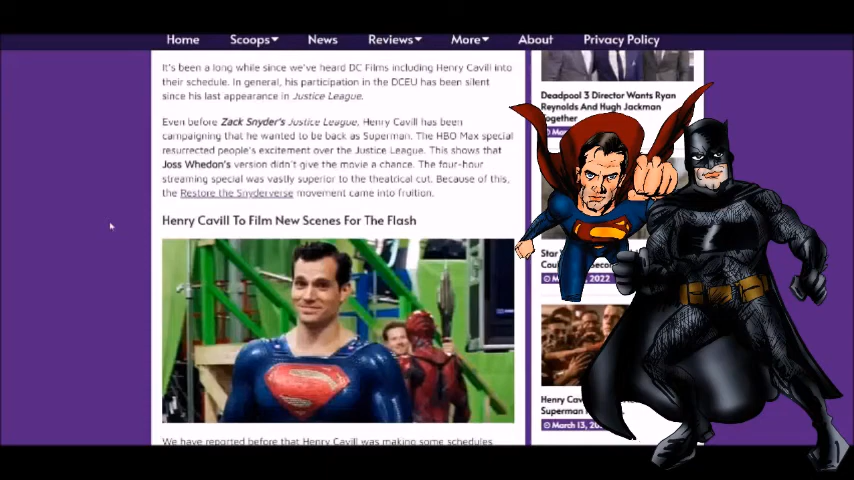 Home Scoops News Reviews More About Privacy Policy
It's been a long while since we've heard DC Films including Henry Cavill into
their schedule. In general, his participation in the DCEU has been silent
since his last appearance in Justice League.
Even before Zack Snyder's Justice League, Henry Cavill has been
campaigning that he wanted to be back as Superman. The HBO Max special
resurrected people's excitement over the Justice League. This shows that
Joss Whedon's version didn't give the movie a chance. The four-hour
streaming special was vastly superior to the theatrical cut. Because of this,
the Restore the Snyderverse movement came into fruition.
Henry Cavill To Film New Scenes For The Flash
We have reported before that Henry Cavill was making some schedules
Deadpool 3 Director Wants Ryan
Reynolds And Hugh Jackman
Together
Star
2022
Henry
Superman
March 13,